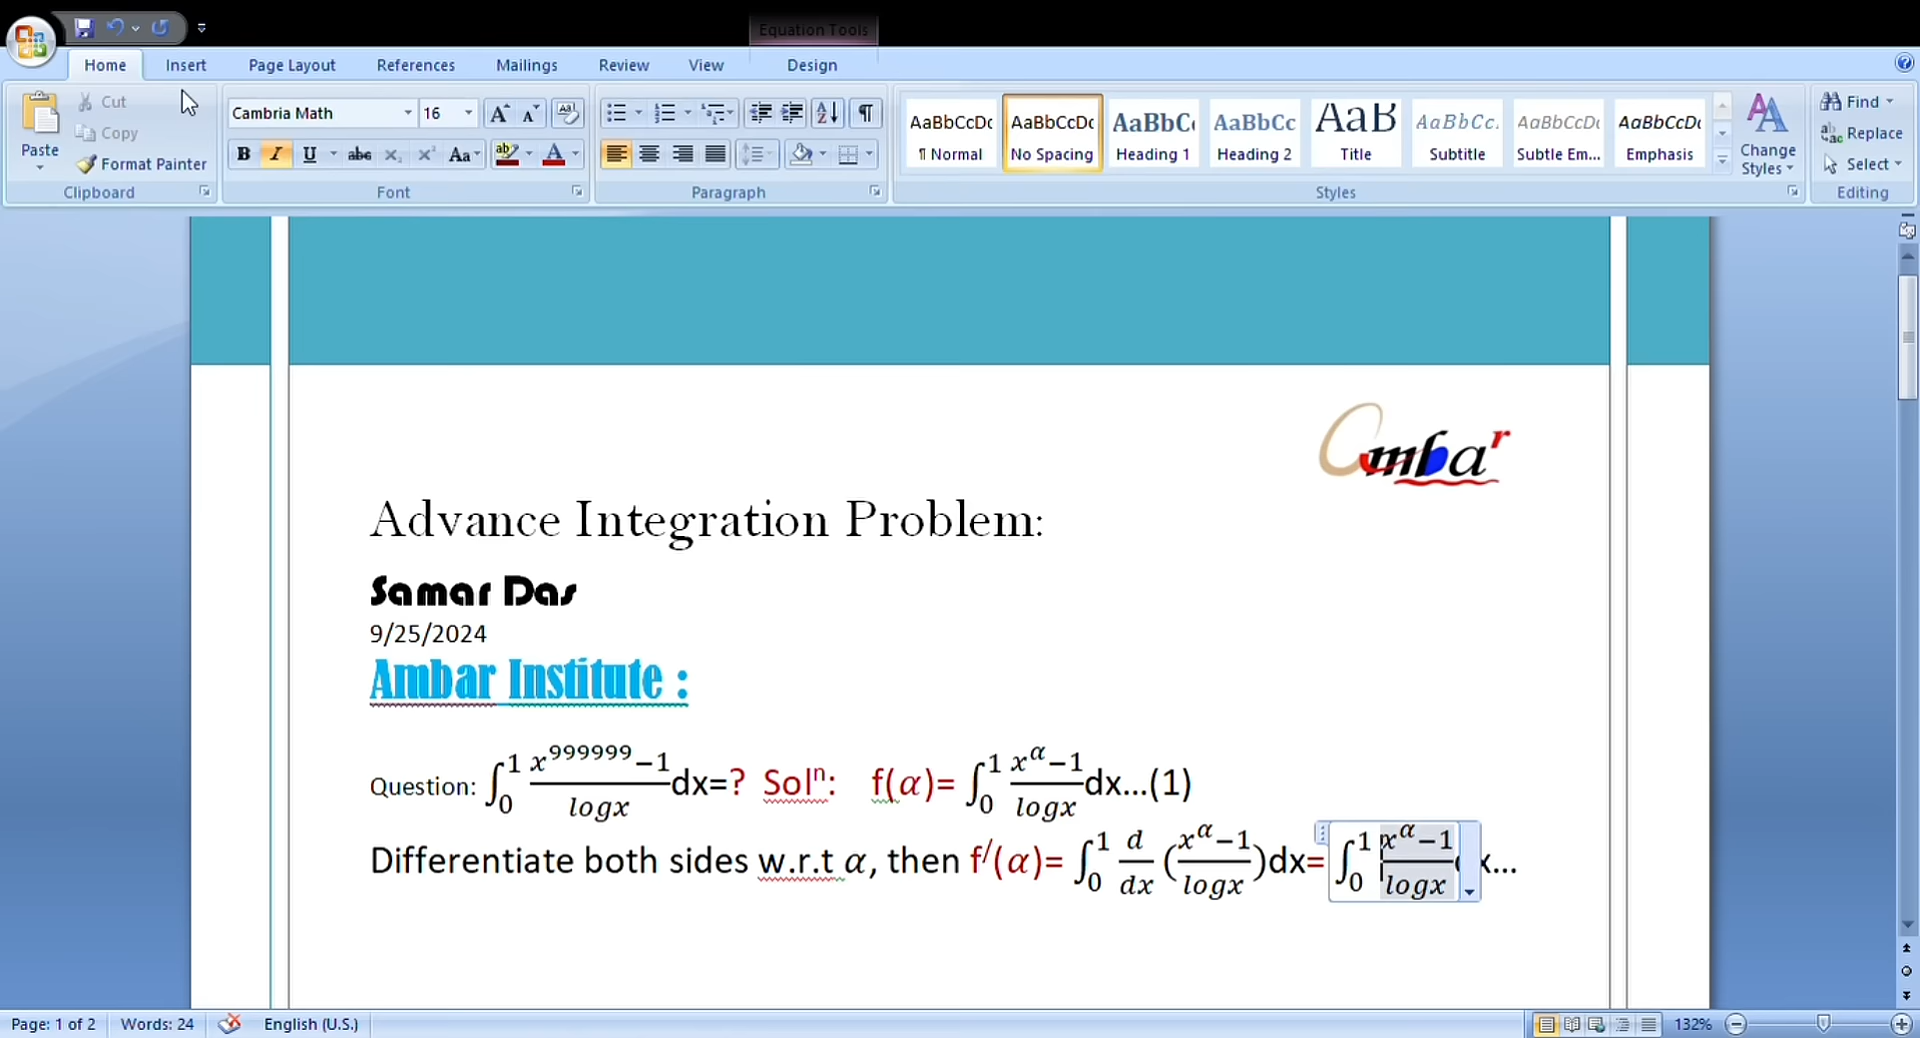 Equation Tools
Home Insert Page Layout References Mailings Review View Design
Paste Cut Copy Format Painter Clipboard
Cambria Math 16 Font
Paragraph
AaBbCcDc AaBbCcDc AaBbC AaBbCc AaB AaBbCc. AaBbCcDc AaBbCcDc
¶ Normal No Spacing Heading 1 Heading 2 Title Subtitle Subtle Em... Emphasis
Change Styles Styles
Find Replace Select Editing
Ambar
Advance Integration Problem:
Samar Das
9/25/2024
Ambar Institute :
Question: ∫₀¹ (x⁹⁹⁹⁹⁹⁹−1)/(logx) dx=? Solⁿ: f(α)= ∫₀¹ (x^α−1)/(logx) dx...(1)
Differentiate both sides w.r.t α, then f/(α)= ∫₀¹ d/dx ((x^α−1)/(logx))dx= ∫₀¹ (x^α−1)/(logx) dx...
Page: 1 of 2 Words: 24 English (U.S.) 132%